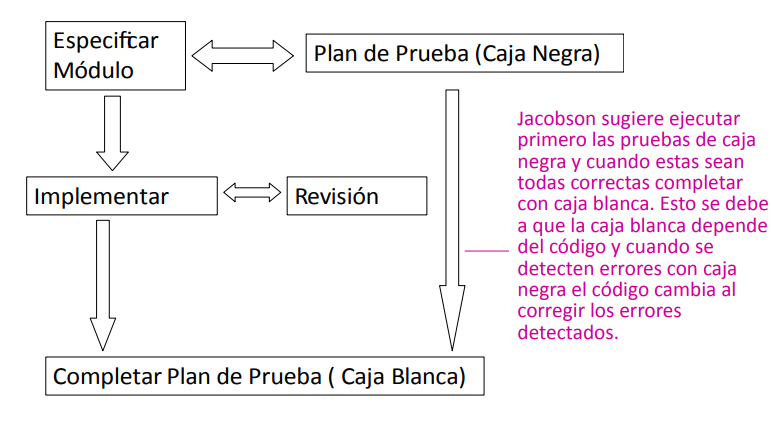 Especificar
Módulo
Plan de Prueba (Caja Negra)
Implementar
Revisión
Jacobson sugiere ejecutar
primero las pruebas de caja
negra y cuando estas sean
todas correctas completar
con caja blanca. Esto se debe
a que la caja blanca depende
del código y cuando se
detecten errores con caja
negra el código cambia al
corregir los errores
detectados.
Completar Plan de Prueba ( Caja Blanca)